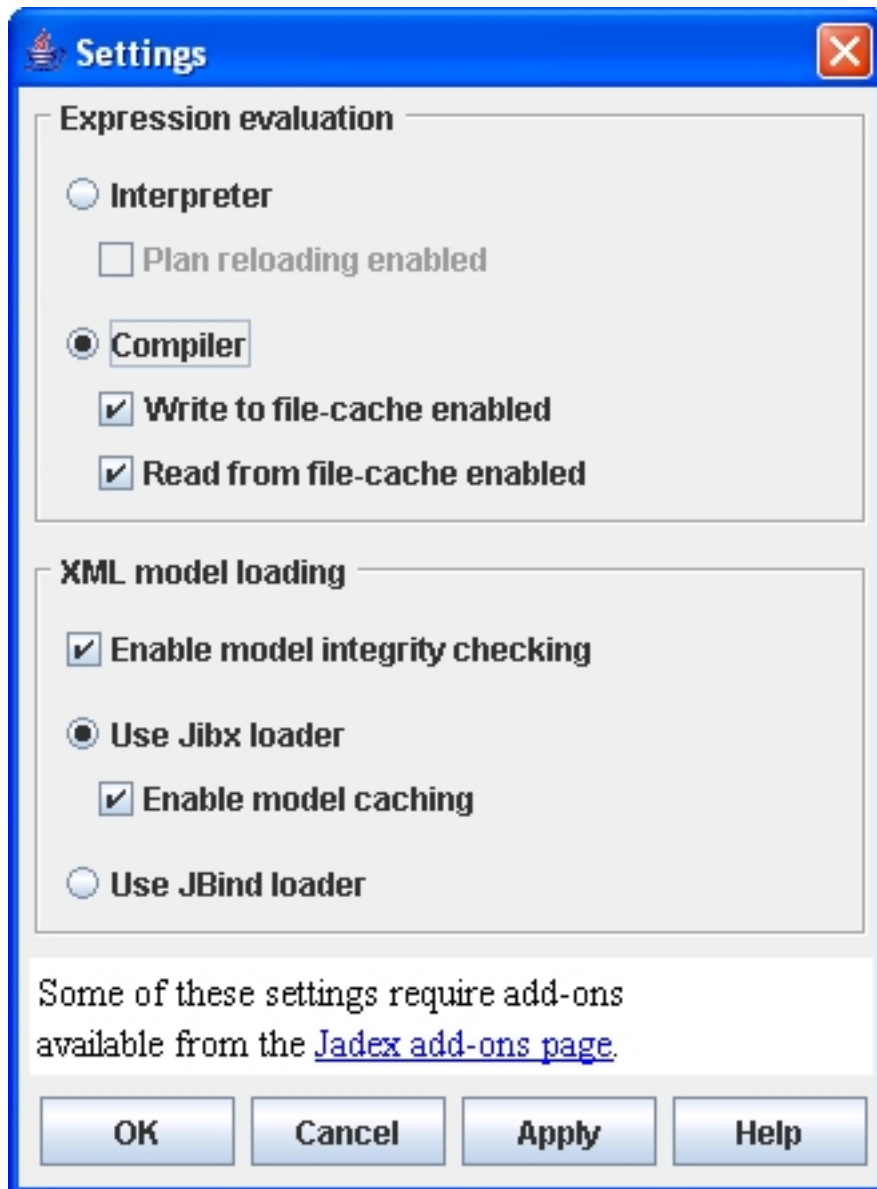 Settings
Expression evaluation
Interpreter
Plan reloading enabled
Compiler
Write to file-cache enabled
Read from file-cache enabled
XML model loading
Enable model integrity checking
Use Jibx loader
Enable model caching
Use JBind loader
Some of these settings require add-ons
available from the Jadex add-ons page.
OK Cancel Apply Help